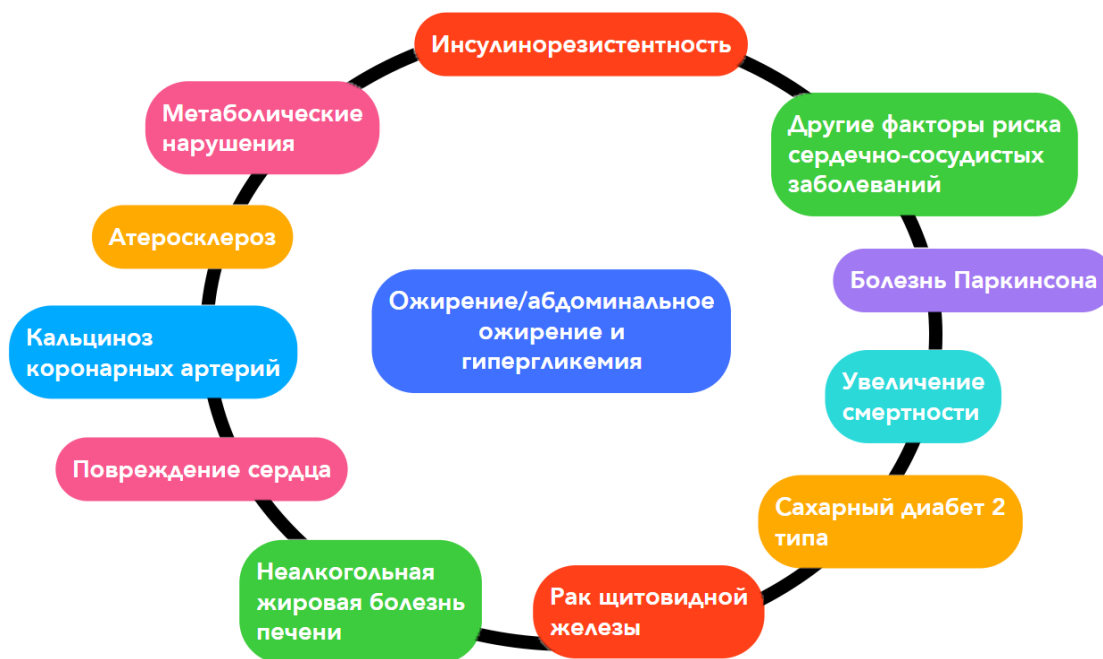 Инсулинорезистентность
Метаболические
нарушения
Другие факторы риска
сердечно-сосудистых
заболеваний
Атеросклероз
Болезнь Паркинсона
Ожирение/абдоминальное
ожирение и
гипергликемия
Кальциноз
коронарных артерий
Увеличение
смертности
Повреждение сердца
Сахарный диабет 2
типа
Неалкогольная
жировая болезнь
печени
Рак щитовидной
железы